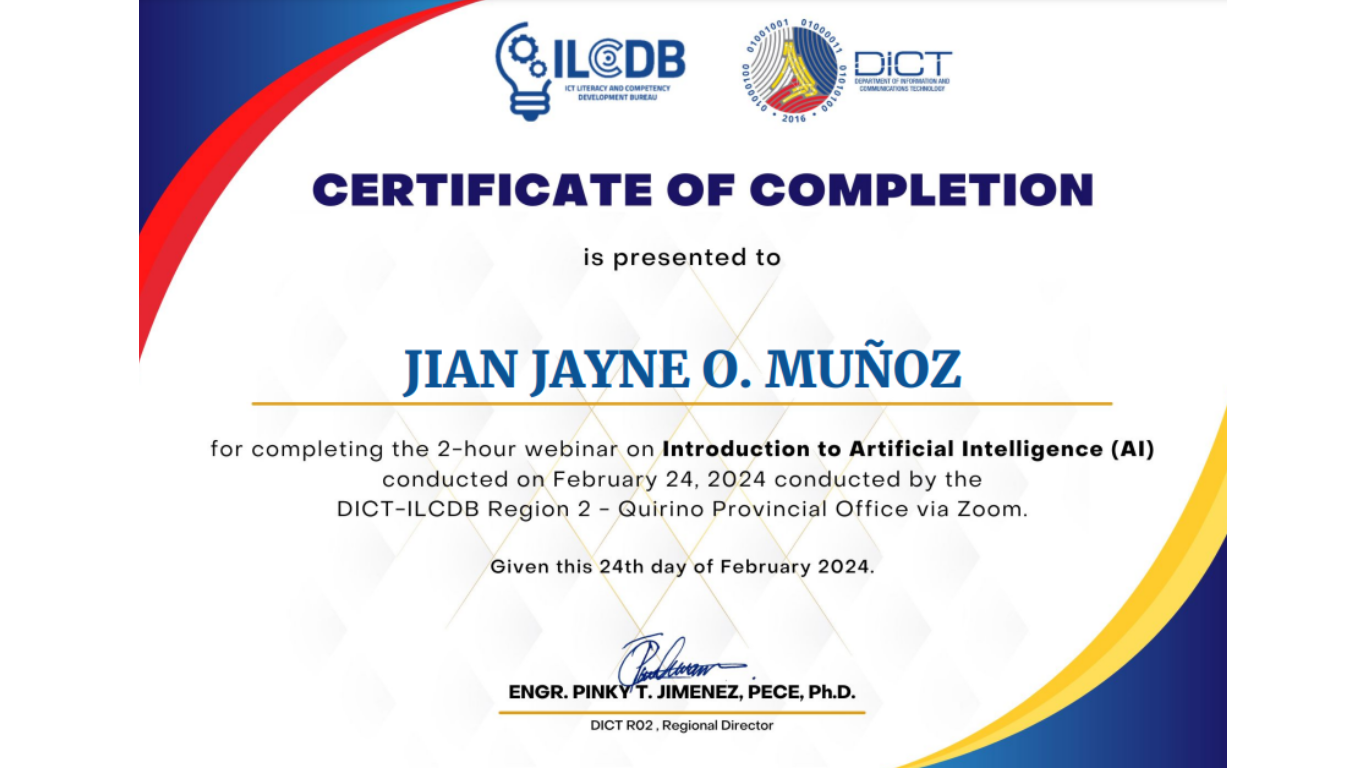 ILCDB
ICT LITERACY AND COMPETENCY
DEVELOPMENT BUREAU
01000100 01001001 01000011 01010100
• 2016 •
DICT
DEPARTMENT OF INFORMATION AND
COMMUNICATIONS TECHNOLOGY
CERTIFICATE OF COMPLETION
is presented to
JIAN JAYNE O. MUÑOZ
for completing the 2-hour webinar on Introduction to Artificial Intelligence (AI)
conducted on February 24, 2024 conducted by the
DICT-ILCDB Region 2 - Quirino Provincial Office via Zoom.
Given this 24th day of February 2024.
ENGR. PINKY T. JIMENEZ, PECE, Ph.D.
DICT R02 , Regional Director